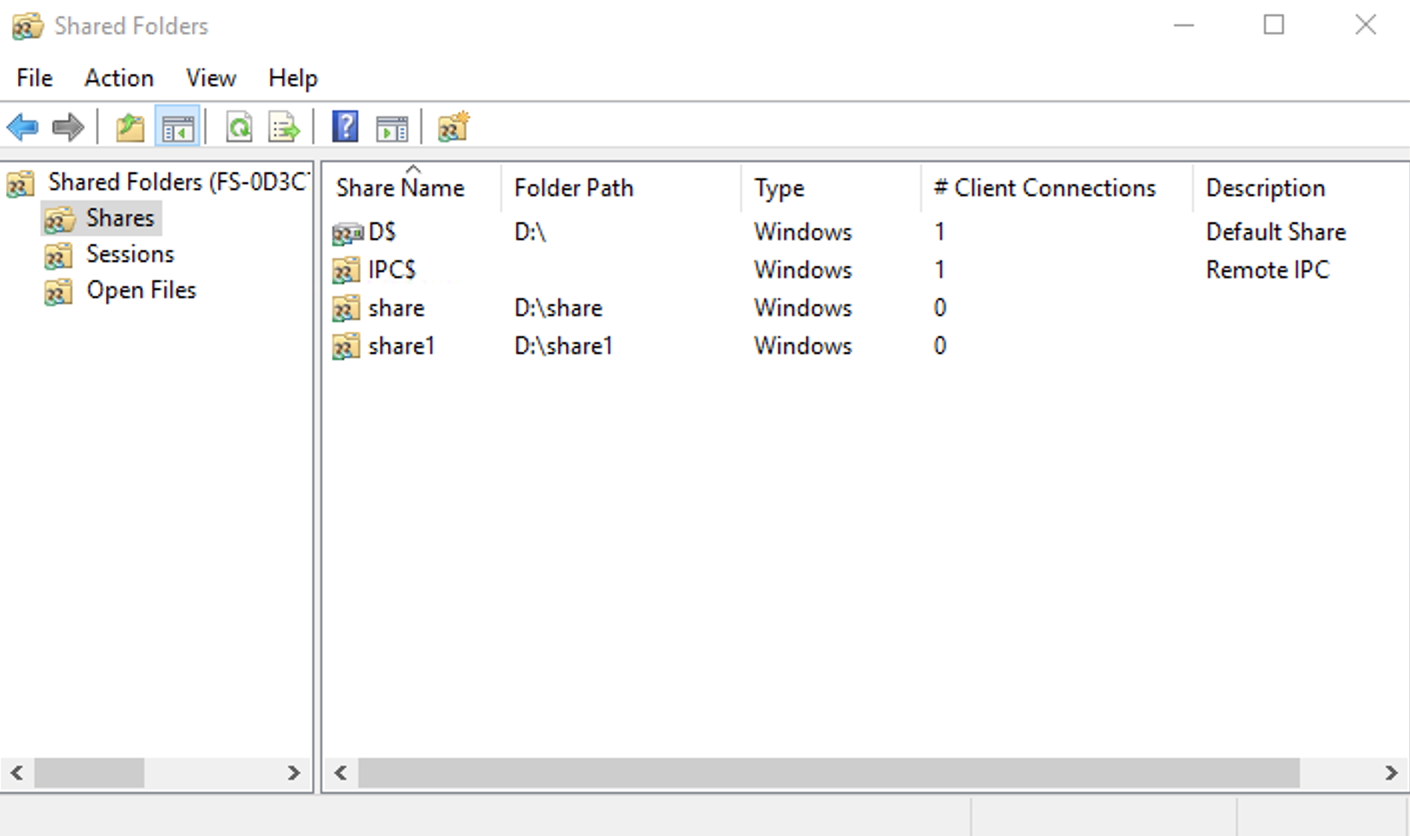 Shared Folders
File Action View Help
Shared Folders (FS-0D3C
Shares
Sessions
Open Files
Share Name Folder Path Type # Client Connections Description
D$ D:\ Windows 1 Default Share
IPC$ Windows 1 Remote IPC
share D:\share Windows 0
share1 D:\share1 Windows 0